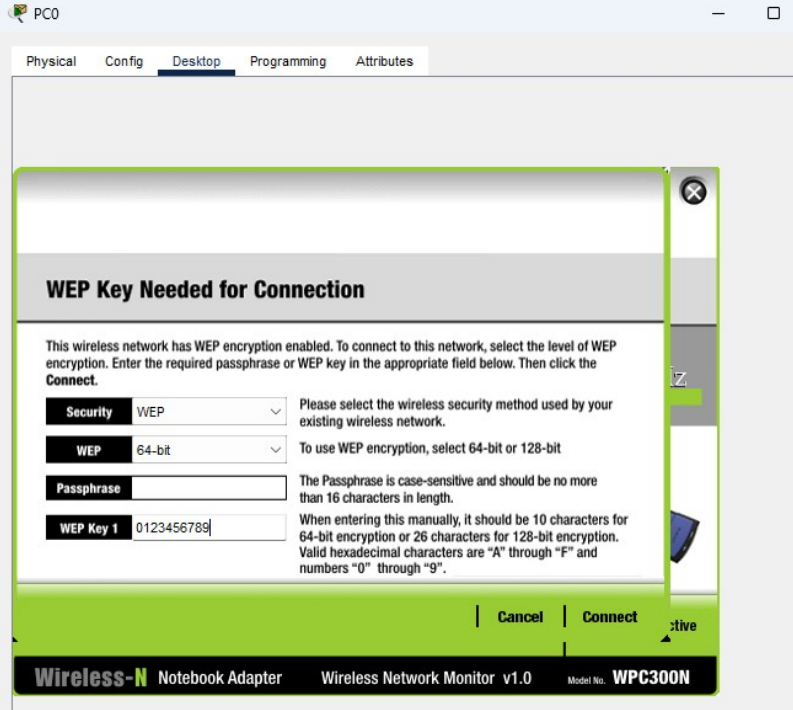 PC0
Physical Config Desktop Programming Attributes
WEP Key Needed for Connection
This wireless network has WEP encryption enabled. To connect to this network, select the level of WEP
encryption. Enter the required passphrase or WEP key in the appropriate field below. Then click the
Connect.
Security WEP
Please select the wireless security method used by your
existing wireless network.
WEP 64-bit
To use WEP encryption, select 64-bit or 128-bit
Passphrase
The Passphrase is case-sensitive and should be no more
than 16 characters in length.
WEP Key 1 0123456789
When entering this manually, it should be 10 characters for
64-bit encryption or 26 characters for 128-bit encryption.
Valid hexadecimal characters are “A” through “F” and
numbers “0” through “9”.
Cancel Connect
Wireless-N Notebook Adapter Wireless Network Monitor v1.0 Model No. WPC300N